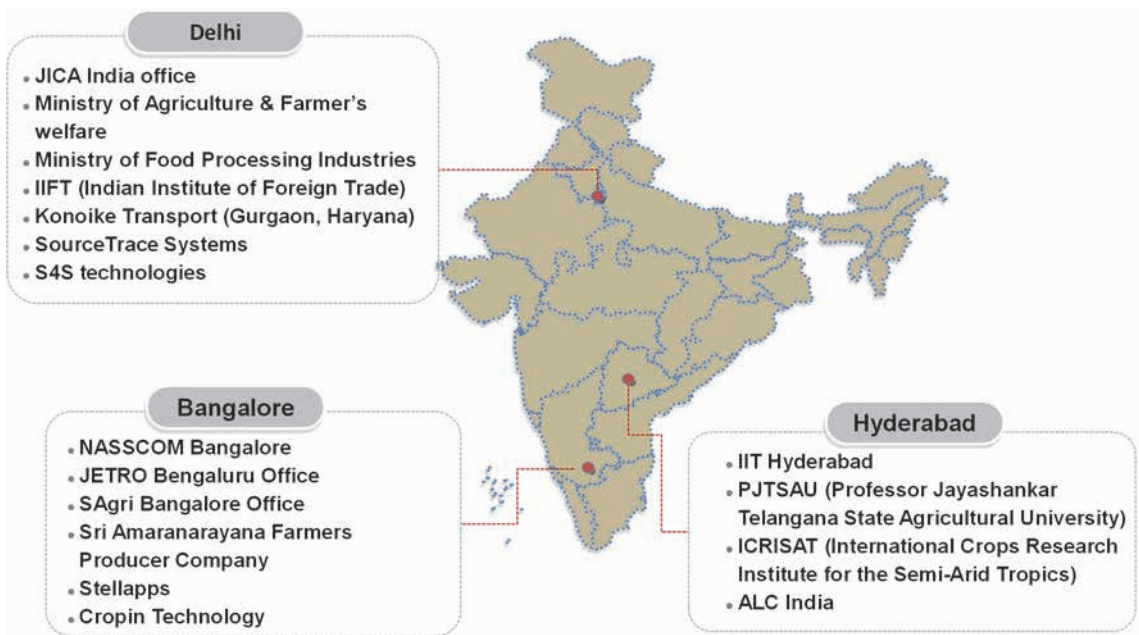 Delhi
• JICA India office
• Ministry of Agriculture & Farmer's
welfare
• Ministry of Food Processing Industries
• IIFT (Indian Institute of Foreign Trade)
• Konoike Transport (Gurgaon, Haryana)
• SourceTrace Systems
• S4S technologies
Bangalore
• NASSCOM Bangalore
• JETRO Bengaluru Office
• SAgri Bangalore Office
• Sri Amaranarayana Farmers
Producer Company
• Stellapps
• Cropin Technology
Hyderabad
• IIT Hyderabad
• PJTSAU (Professor Jayashankar
Telangana State Agricultural University)
• ICRISAT (International Crops Research
Institute for the Semi-Arid Tropics)
• ALC India